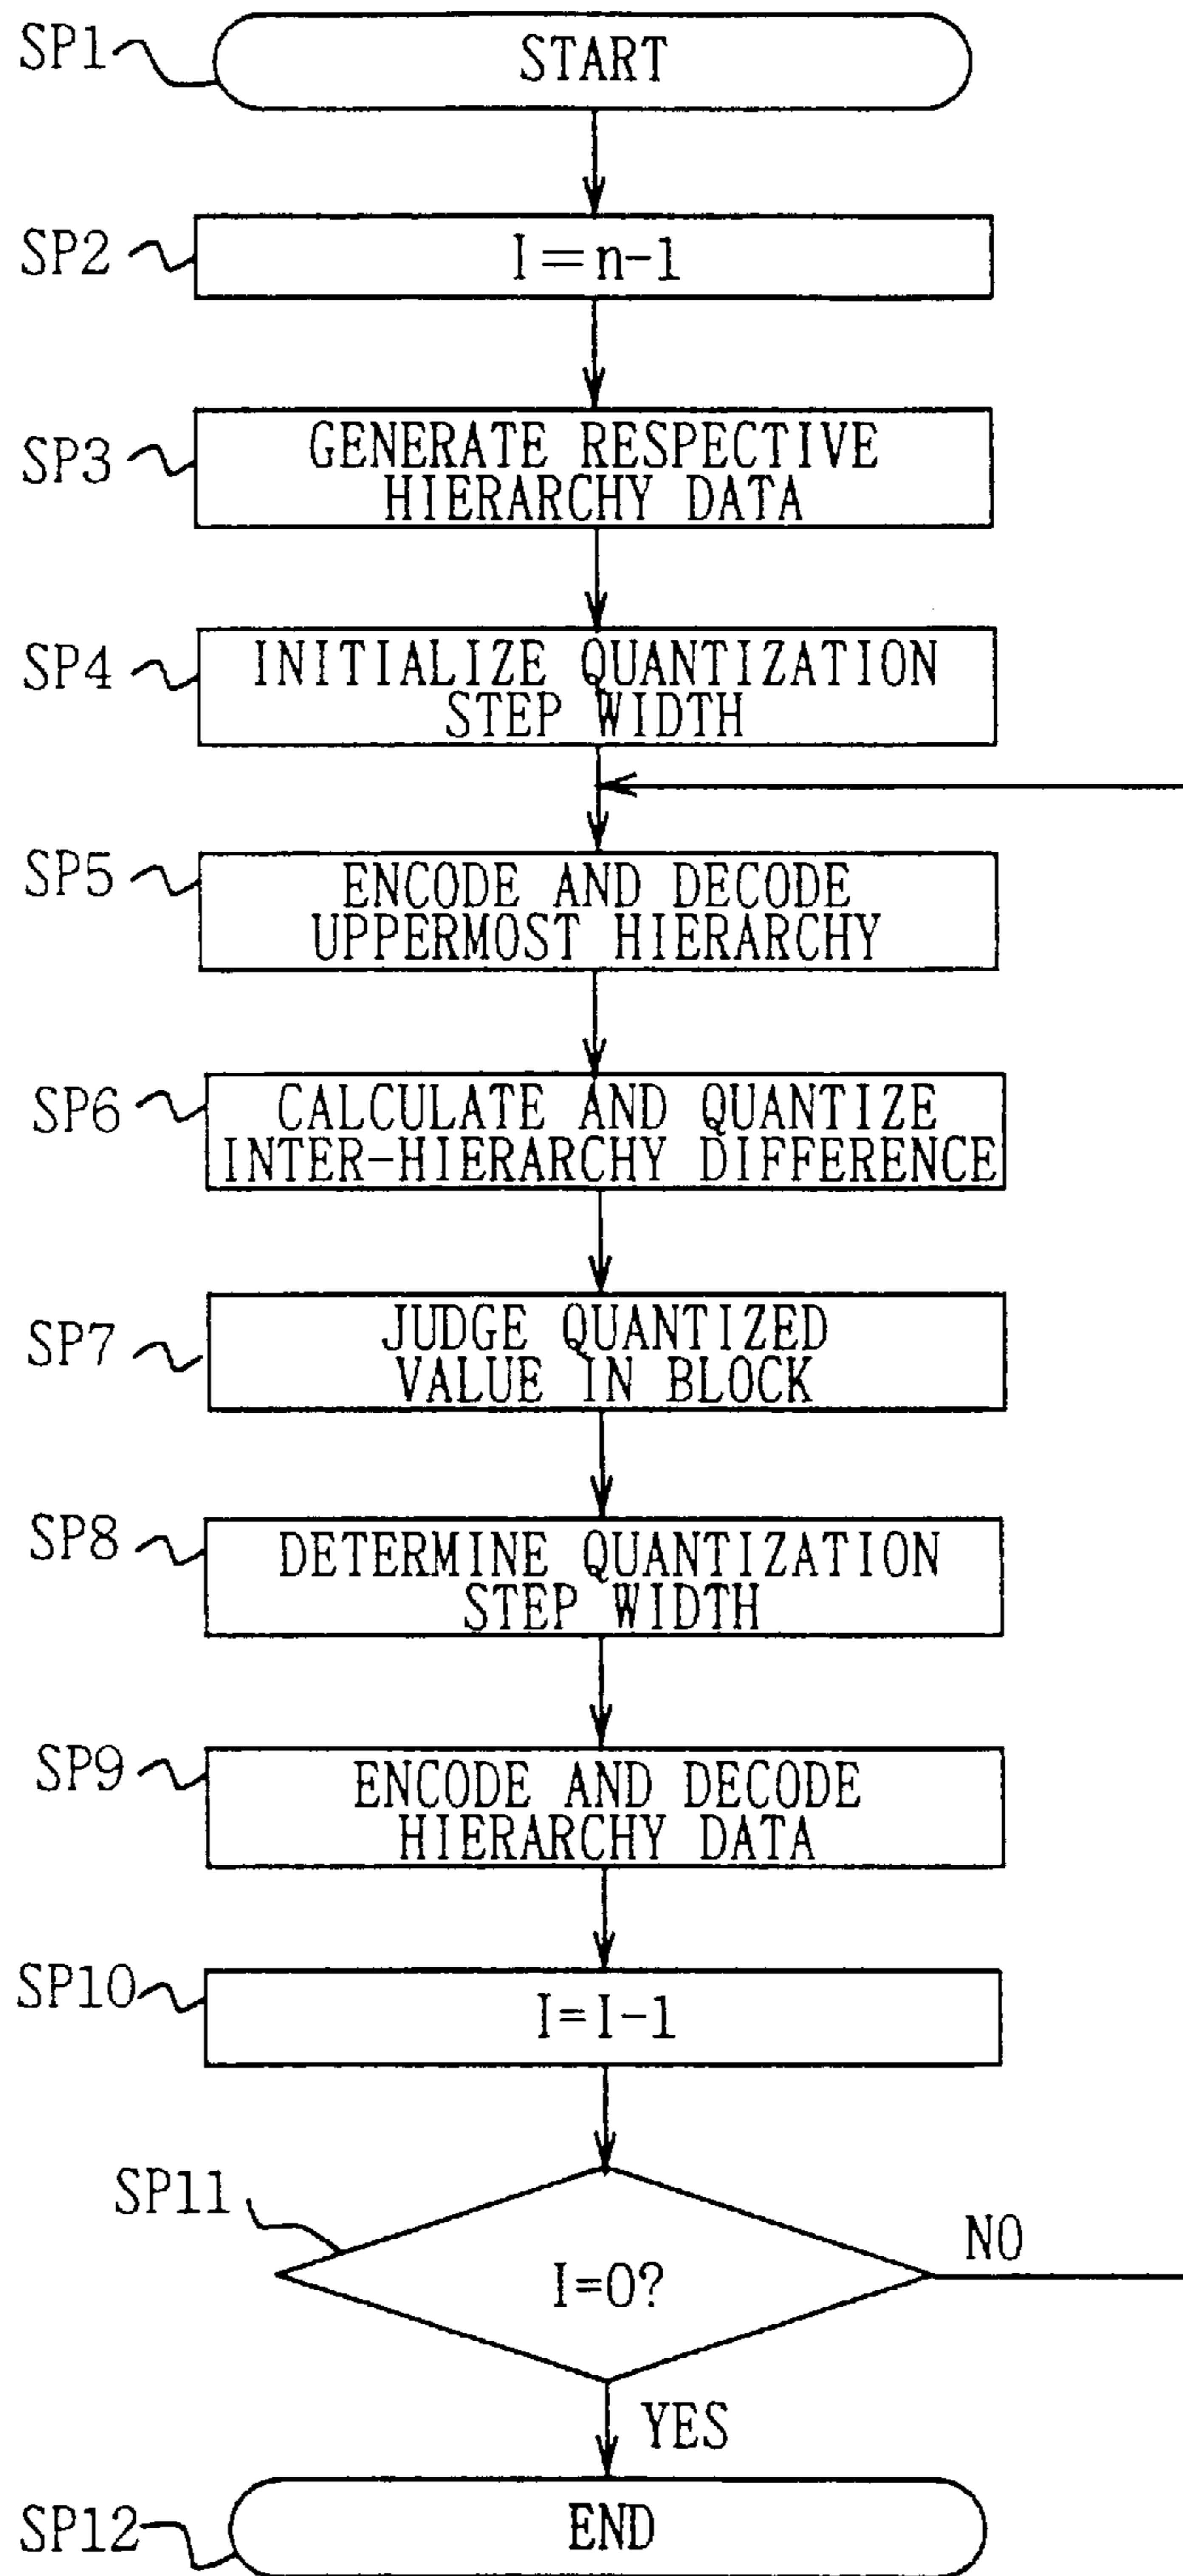 SP1
START
SP2
I=n-1
SP3
GENERATE RESPECTIVE
HIERARCHY DATA
SP4
INITIALIZE QUANTIZATION
STEP WIDTH
SP5
ENCODE AND DECODE
UPPERMOST HIERARCHY
SP6
CALCULATE AND QUANTIZE
INTER-HIERARCHY DIFFERENCE
SP7
JUDGE QUANTIZED
VALUE IN BLOCK
SP8
DETERMINE QUANTIZATION
STEP WIDTH
SP9
ENCODE AND DECODE
HIERARCHY DATA
SP10
I=I-1
SP11
I=0?
NO
YES
SP12
END